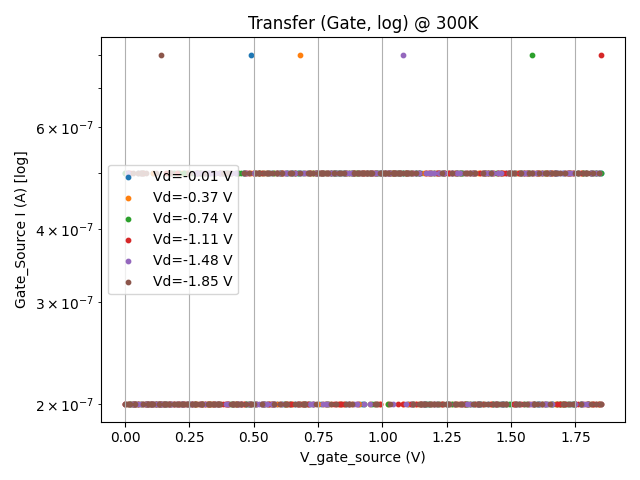 Transfer (Gate, log) @ 300K
Gate_Source I (A) [log]
6 × 10⁻⁷
4 × 10⁻⁷
3 × 10⁻⁷
2 × 10⁻⁷
Vd=-0.01 V
Vd=-0.37 V
Vd=-0.74 V
Vd=-1.11 V
Vd=-1.48 V
Vd=-1.85 V
0.00 0.25 0.50 0.75 1.00 1.25 1.50 1.75
V_gate_source (V)